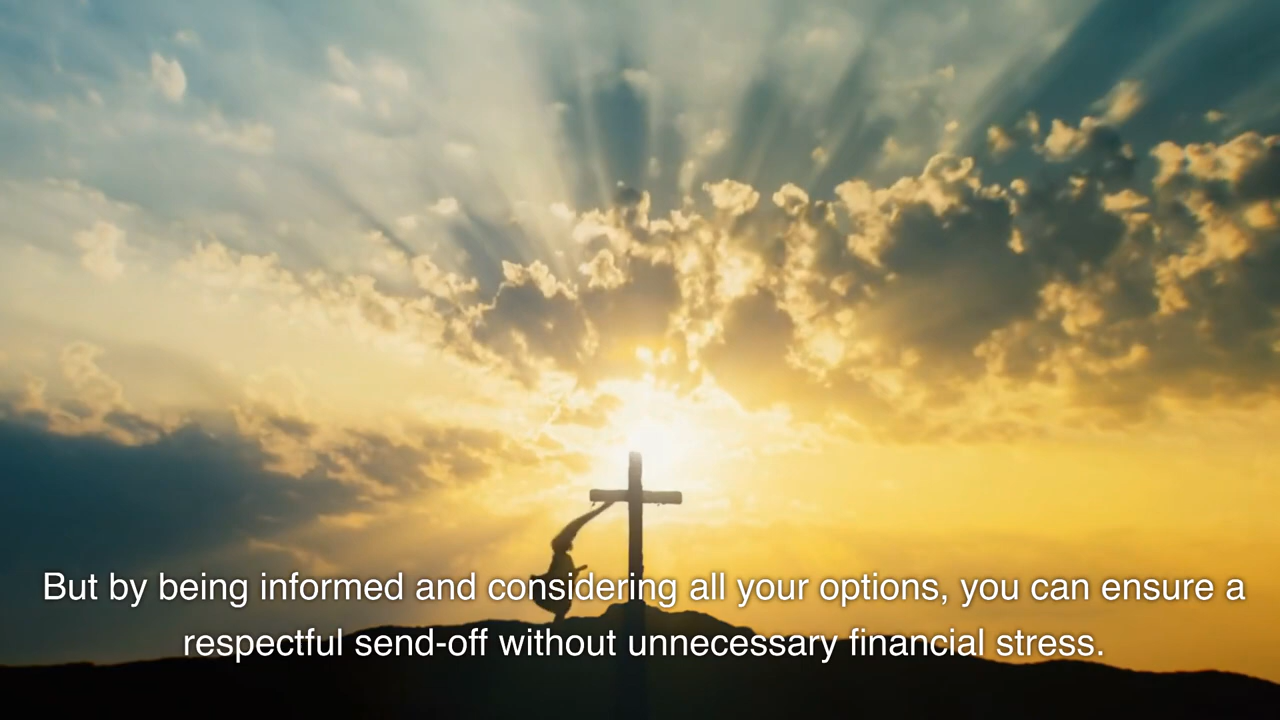 But by being informed and considering all your options, you can ensure a
respectful send-off without unnecessary financial stress.